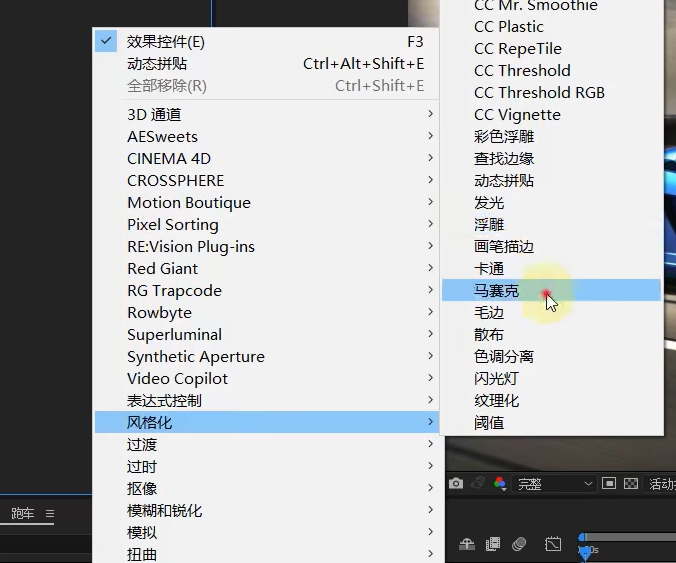 效果控件(E) F3
动态拼贴 Ctrl+Alt+Shift+E
全部移除(R) Ctrl+Shift+E
3D 通道
AESweets
CINEMA 4D
CROSSPHERE
Motion Boutique
Pixel Sorting
RE:Vision Plug-ins
Red Giant
RG Trapcode
Rowbyte
Superluminal
Synthetic Aperture
Video Copilot
表达式控制
风格化
过渡
过时
抠像
模糊和锐化
模拟
扭曲
CC Mr. Smoothie
CC Plastic
CC RepeTile
CC Threshold
CC Threshold RGB
CC Vignette
彩色浮雕
查找边缘
动态拼贴
发光
浮雕
画笔描边
卡通
马赛克
毛边
散布
色调分离
闪光灯
纹理化
阈值
完整
活动
跑车